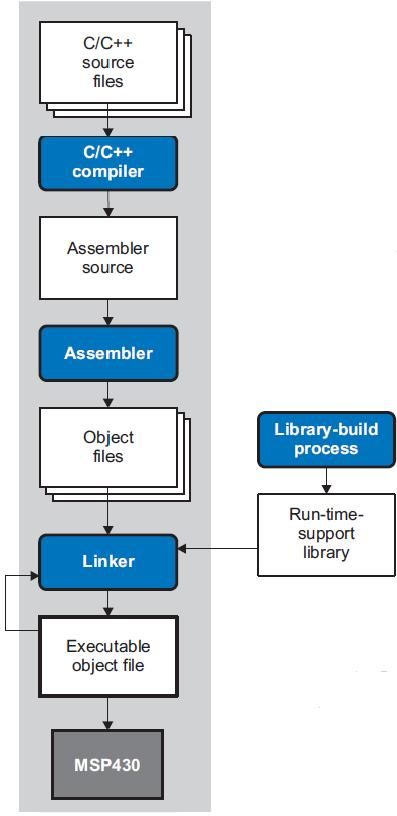 C/C++
source
files
C/C++
compiler
Assembler
source
Assembler
Object
files
Library-build
process
Run-time-
support
library
Linker
Executable
object file
MSP430